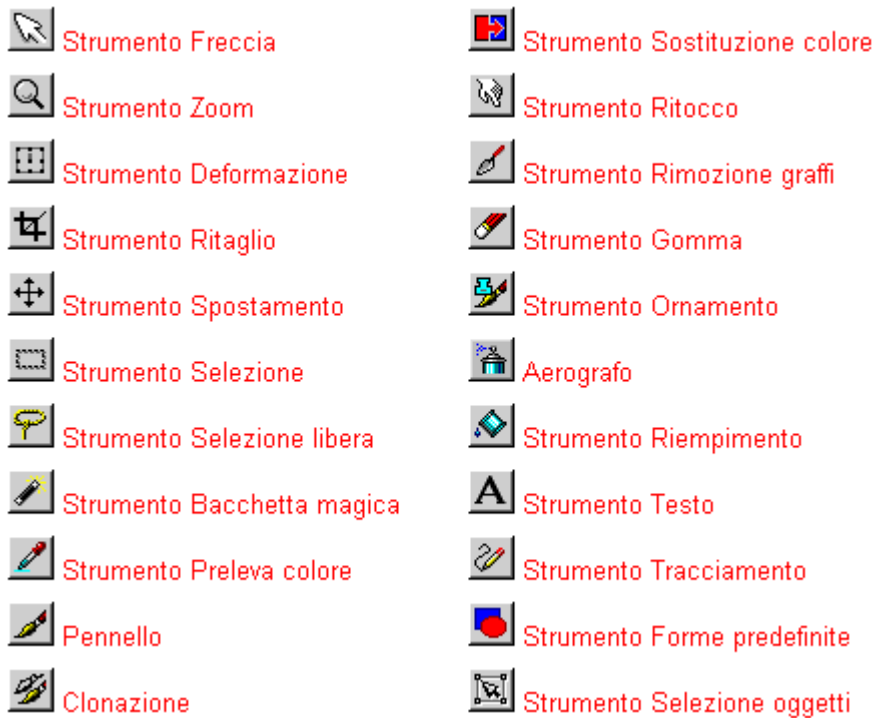 Strumento Freccia
Strumento Zoom
Strumento Deformazione
Strumento Ritaglio
Strumento Spostamento
Strumento Selezione
Strumento Selezione libera
Strumento Bacchetta magica
Strumento Preleva colore
Pennello
Clonazione
Strumento Sostituzione colore
Strumento Ritocco
Strumento Rimozione graffi
Strumento Gomma
Strumento Ornamento
Aerografo
Strumento Riempimento
A
Strumento Testo
Strumento Tracciamento
Strumento Forme predefinite
Strumento Selezione oggetti